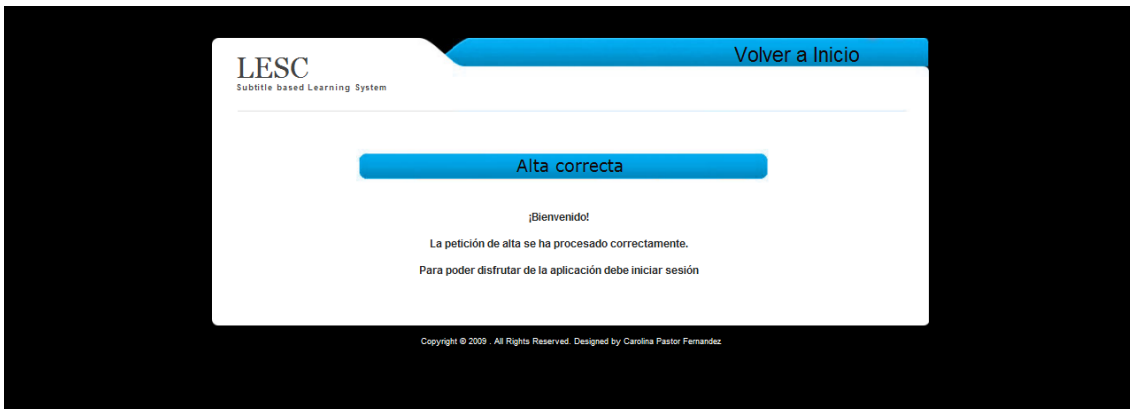 Volver a Inicio
LESC
Subtitle based Learning System
Alta correcta
¡Bienvenido!
La petición de alta se ha procesado correctamente.
Para poder disfrutar de la aplicación debe iniciar sesión
Copyright © 2009 . All Rights Reserved. Designed by Carolina Pastor Fernandez